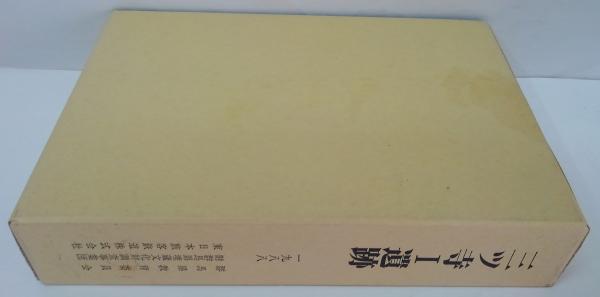 三ツ寺Ⅰ遺跡
一九八八
群馬県教育委員会
財団法人群馬県埋蔵文化財調査事業団
東日本旅客鉄道株式会社